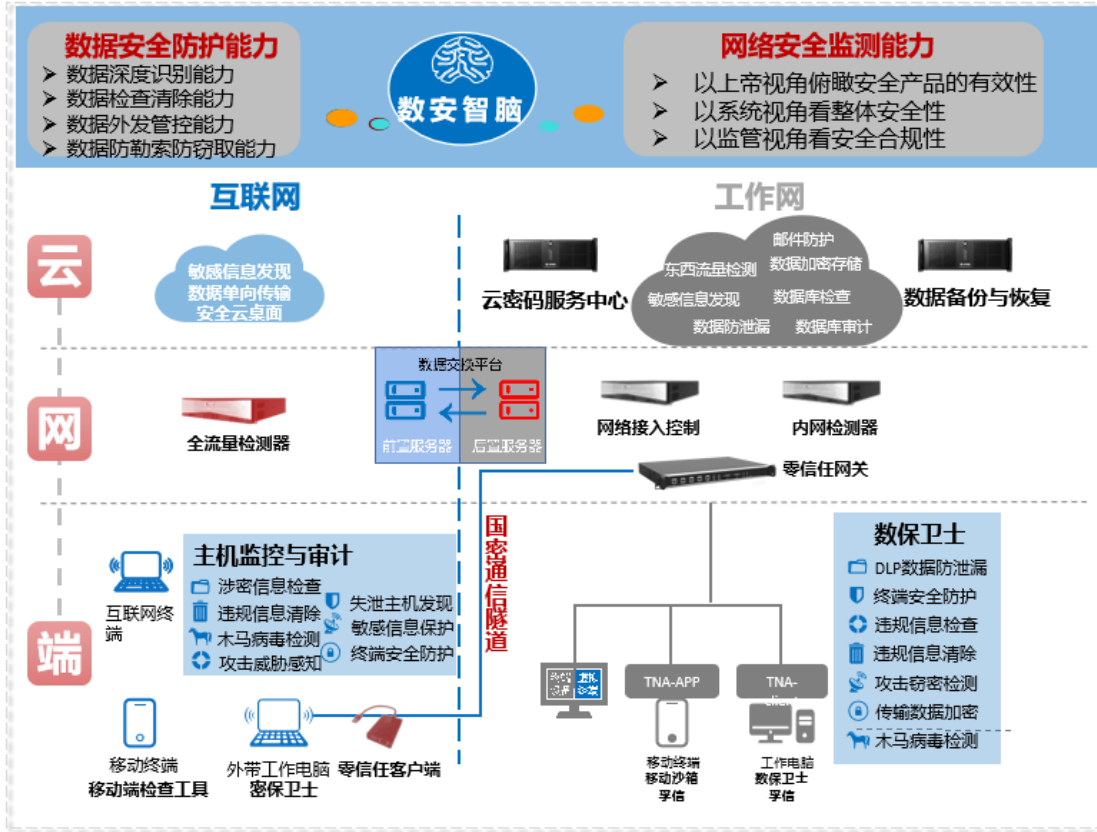 数据安全防护能力
➢ 数据深度识别能力
➢ 数据检查清除能力
➢ 数据外发管控能力
➢ 数据防勒索防窃取能力
数安智脑
网络安全监测能力
➢ 以上帝视角俯瞰安全产品的有效性
➢ 以系统视角看整体安全性
➢ 以监管视角看安全合规性
互联网
工作网
云
敏感信息发现
数据单向传输
安全云桌面
云密码服务中心
邮件防护
东西流量检测
数据加密存储
敏感信息发现
数据库检查
数据防泄漏
数据库审计
数据备份与恢复
网
全流量检测器
数据交换平台
前置服务器
后置服务器
网络接入控制
内网检测器
零信任网关
国密通信隧道
端
互联网终
端
主机监控与审计
涉密信息检查
违规信息清除
木马病毒检测
攻击威胁感知
失泄主机发现
敏感信息保护
终端安全防护
移动终端
移动端检查工具
外带工作电脑
密保卫士
零信任客户端
TNA-APP
TNA-
移动终端
移动沙箱
孚信
工作电脑
数保卫士
孚信
数保卫士
DLP数据防泄漏
终端安全防护
违规信息检查
违规信息清除
攻击窃密检测
传输数据加密
木马病毒检测